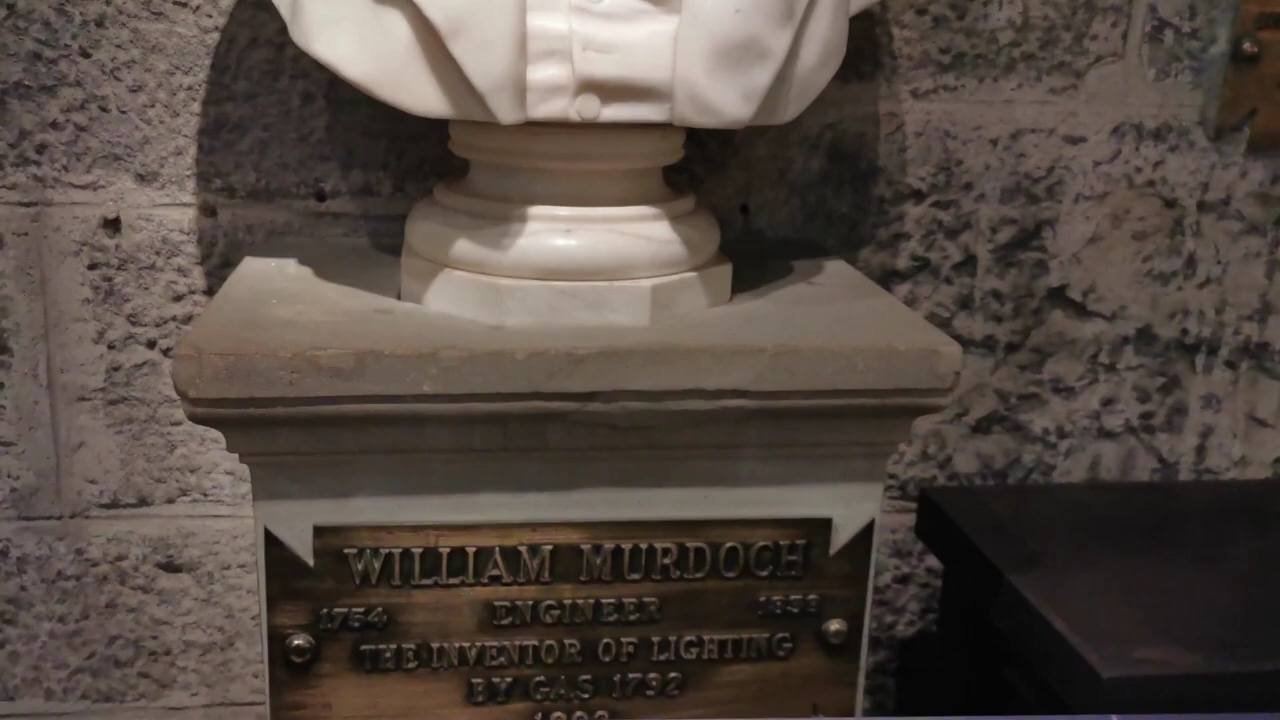 WILLIAM MURDOCH
1754 ENGINEER 1839
THE INVENTOR OF LIGHTING
BY GAS 1792